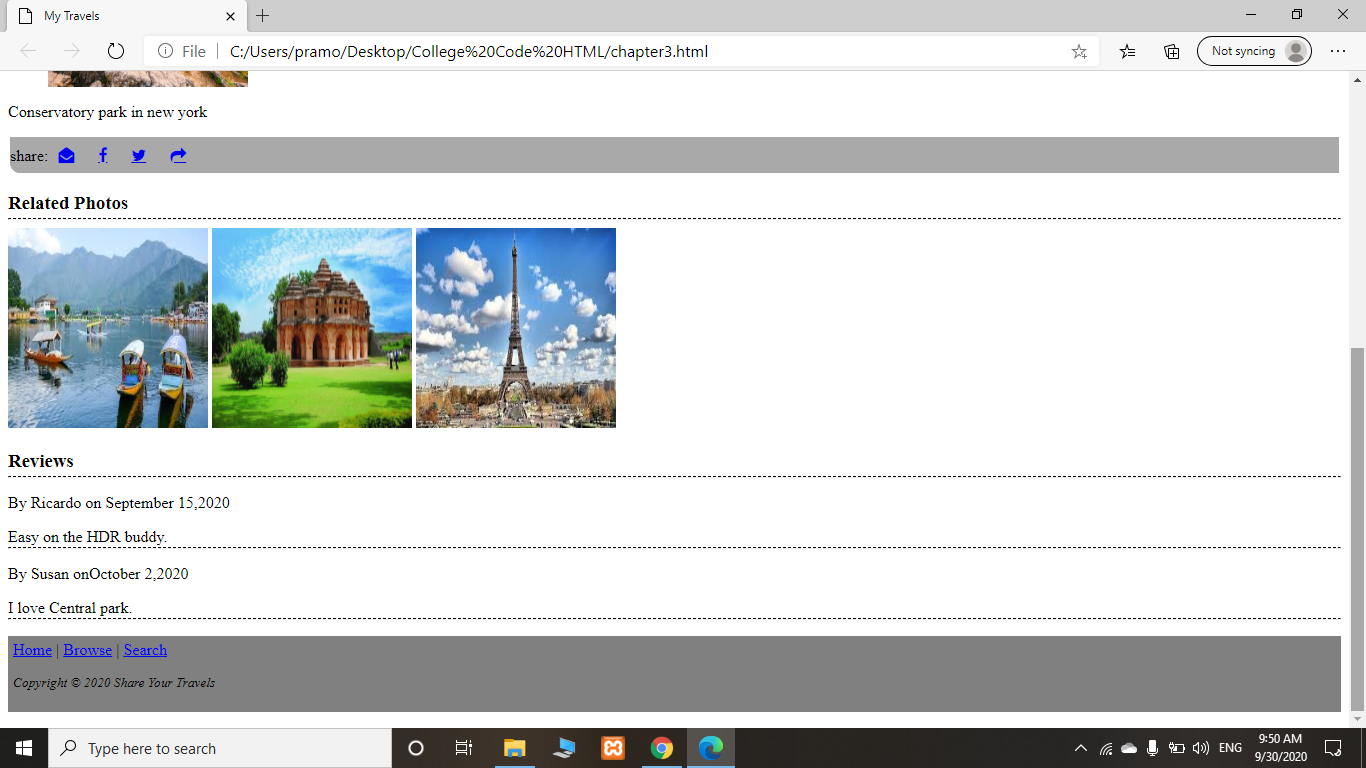 My Travels
File | C:/Users/pramo/Desktop/College%20Code%20HTML/chapter3.html
Not syncing
Conservatory park in new york
share:
Related Photos
Reviews
By Ricardo on September 15,2020
Easy on the HDR buddy.
By Susan onOctober 2,2020
I love Central park.
Home | Browse | Search
Copyright © 2020 Share Your Travels
Type here to search
ENG
9:50 AM
9/30/2020